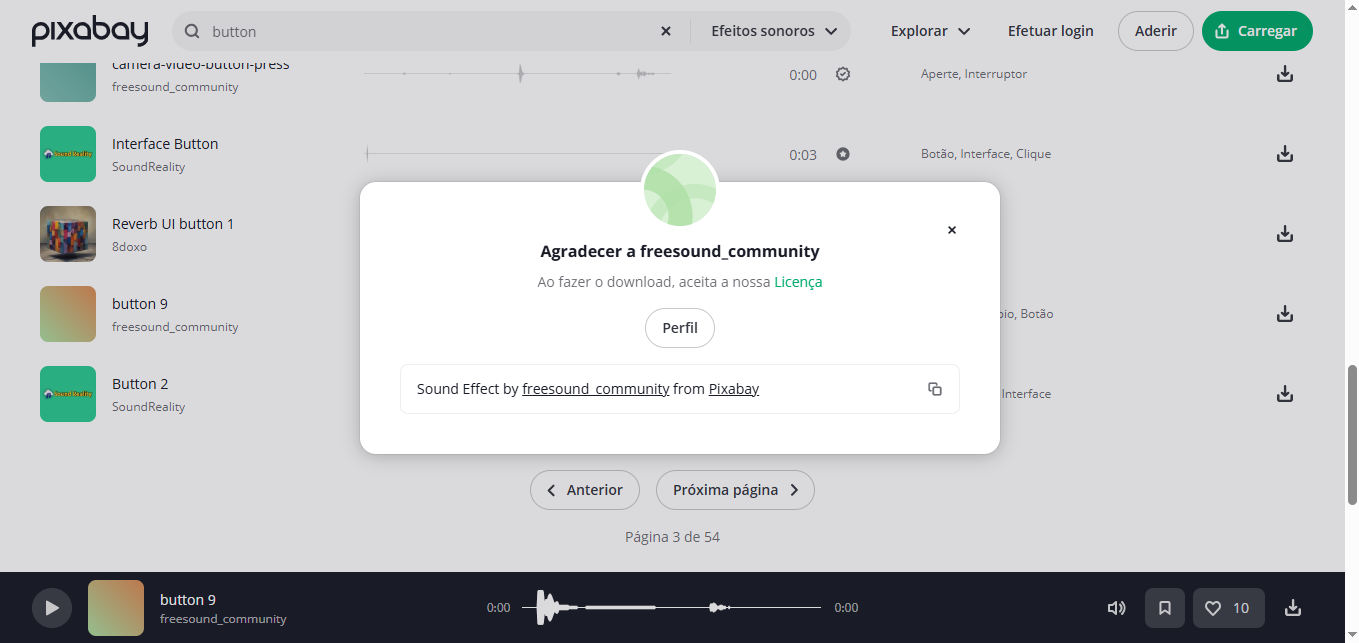 pixabay
button
Efeitos sonoros
Explorar
Efetuar login
Aderir
Carregar
camera-video-button-press
freesound_community
0:00
Aperte, Interruptor
Interface Button
SoundReality
0:03
Botão, Interface, Clique
Reverb UI button 1
8doxo
button 9
freesound_community
Botão
Button 2
SoundReality
Interface
Agradecer a freesound_community
Ao fazer o download, aceita a nossa Licença
Perfil
Sound Effect by freesound_community from Pixabay
Anterior
Próxima página
Página 3 de 54
button 9
freesound_community
0:00
0:00
10